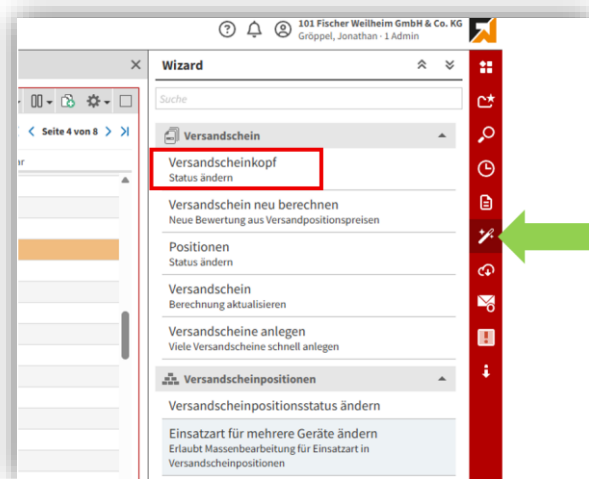 101 Fischer Weilheim GmbH & Co. KG
Gröppel, Jonathan - 1 Admin
Wizard
Suche
Seite 4 von 8
Versandschein
Versandscheinkopf
Status ändern
Versandschein neu berechnen
Neue Bewertung aus Versandpositionspreisen
Positionen
Status ändern
Versandschein
Berechnung aktualisieren
Versandscheine anlegen
Viele Versandscheine schnell anlegen
Versandscheinpositionen
Versandscheinpositionsstatus ändern
Einsatzart für mehrere Geräte ändern
Erlaubt Massenbearbeitung für Einsatzart in
Versandscheinpositionen